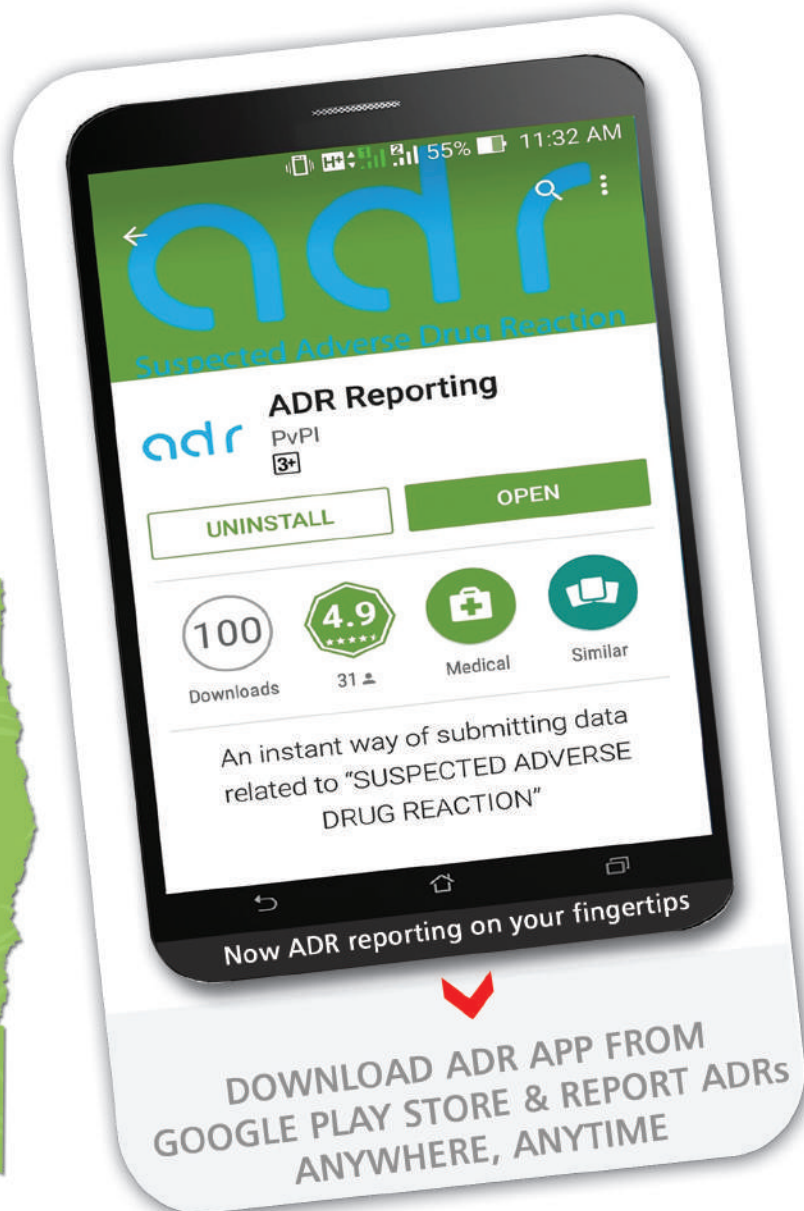 H+ 1 2 55% 11:32 AM
adr
Suspected Adverse Drug Reaction
adr
ADR Reporting
PvPI
3+
UNINSTALL
OPEN
100
4.9
Downloads
31
Medical
Similar
An instant way of submitting data
related to "SUSPECTED ADVERSE
DRUG REACTION"
Now ADR reporting on your fingertips
DOWNLOAD ADR APP FROM
GOOGLE PLAY STORE & REPORT ADRs
ANYWHERE, ANYTIME